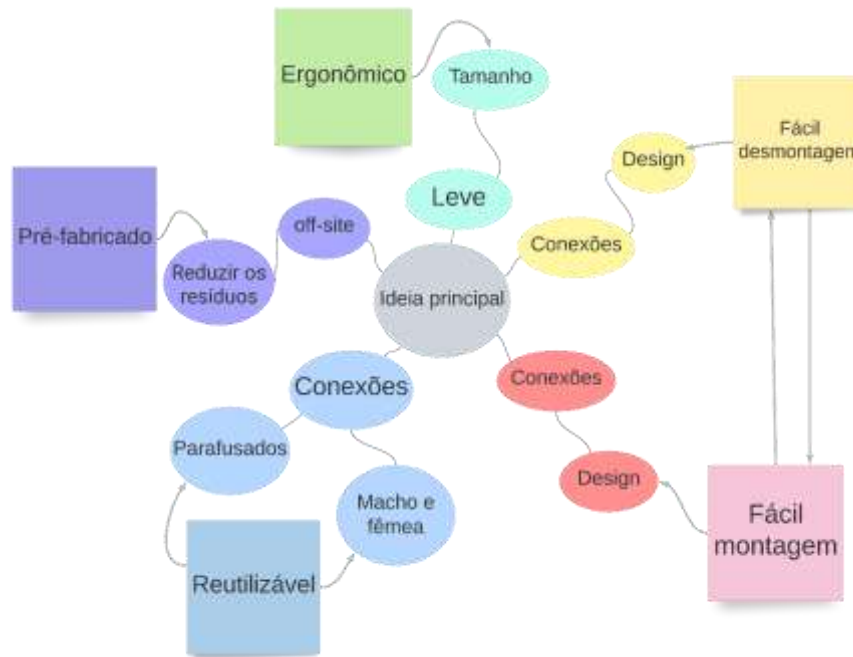 Ergonômico
Tamanho
Fácil
desmontagem
Design
Leve
Pré-fabricado
off-site
Conexões
Reduzir os
resíduos
Ideia principal
Conexões
Conexões
Parafusados
Design
Macho e
fêmea
Fácil
montagem
Reutilizável